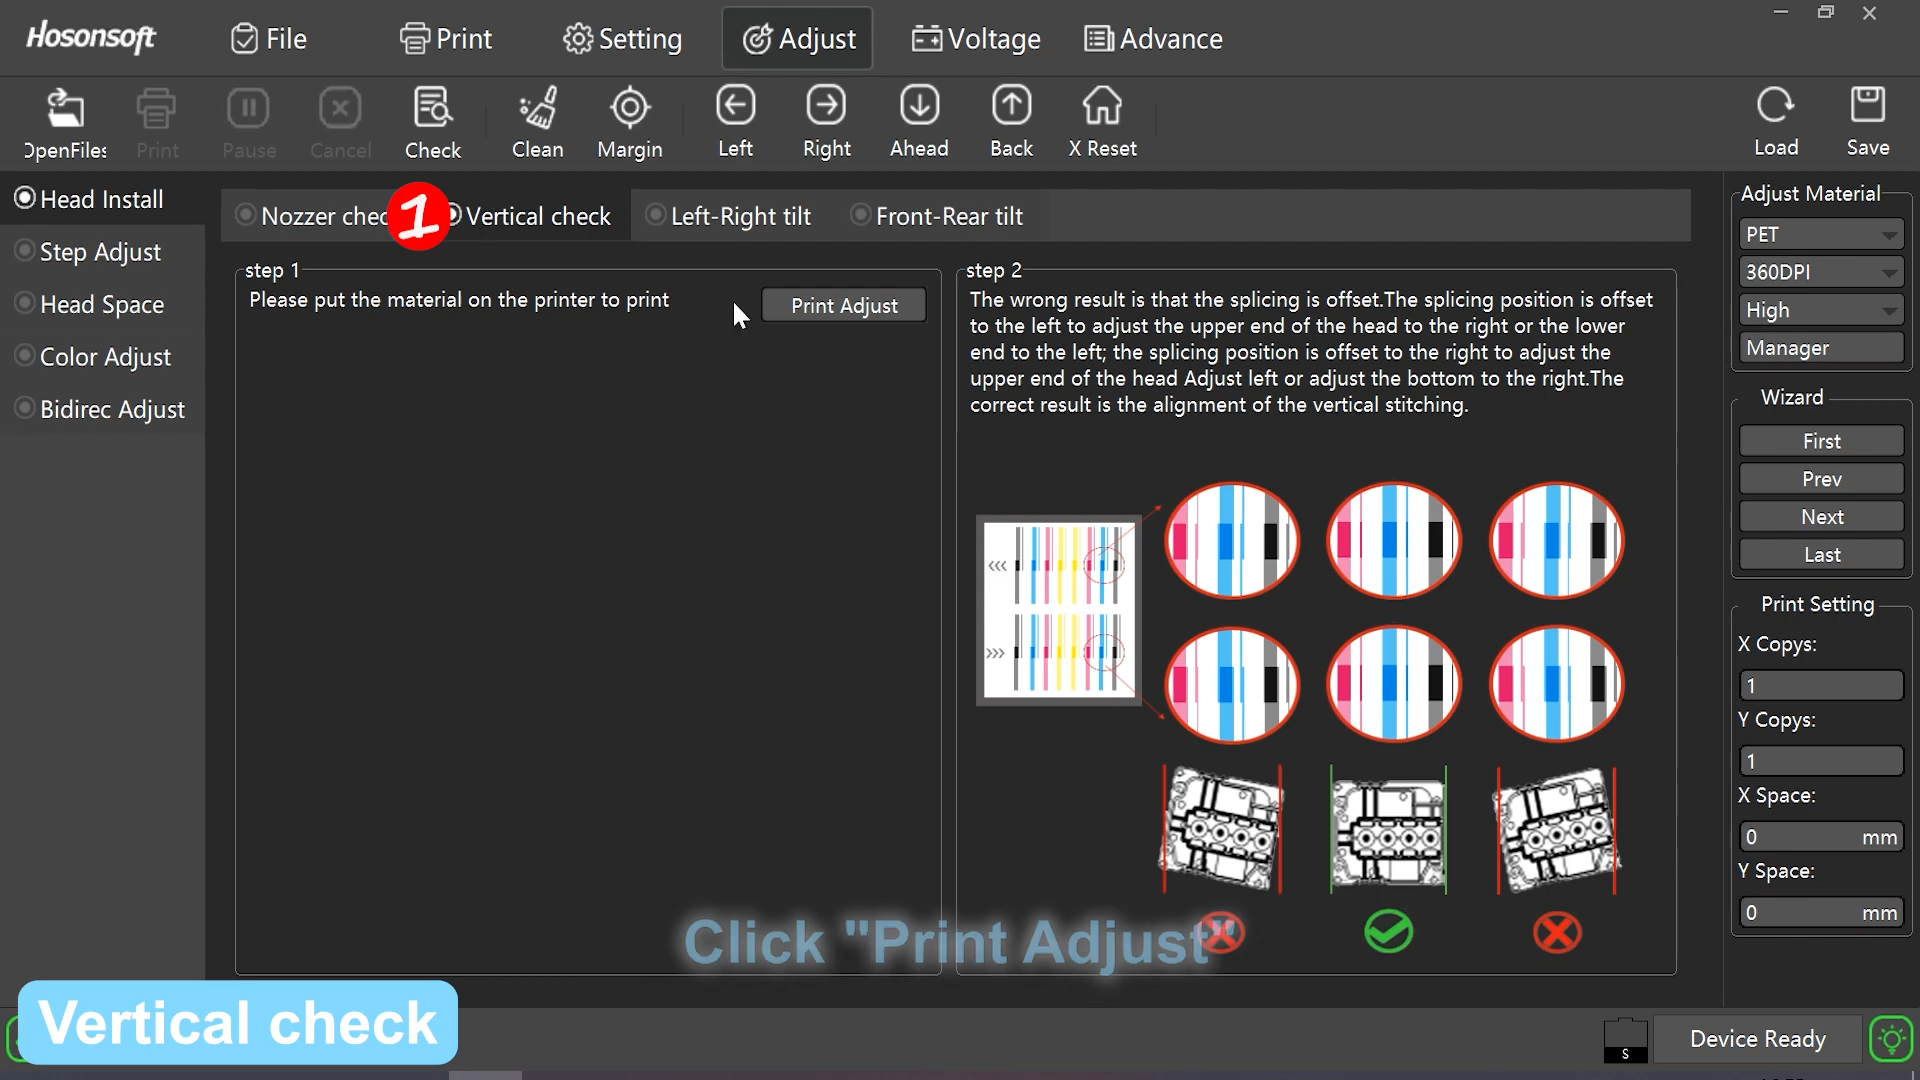 Hosonsoft
File
Print
Setting
Adjust
Voltage
Advance
OpenFiles
Print
Pause
Cancel
Check
Clean
Margin
Left
Right
Ahead
Back
X Reset
Load
Save
Head Install
Step Adjust
Head Space
Color Adjust
Bidirec Adjust
Nozzer chec
1
Vertical check
Left-Right tilt
Front-Rear tilt
step 1
Please put the material on the printer to print
Print Adjust
step 2
The wrong result is that the splicing is offset.The splicing position is offset
to the left to adjust the upper end of the head to the right or the lower
end to the left; the splicing position is offset to the right to adjust the
upper end of the head Adjust left or adjust the bottom to the right.The
correct result is the alignment of the vertical stitching.
<<<
>>>
Adjust Material
PET
360DPI
High
Manager
Wizard
First
Prev
Next
Last
Print Setting
X Copys:
1
Y Copys:
1
X Space:
0 mm
Y Space:
0 mm
Click "Print Adjust"
Vertical check
S
Device Ready